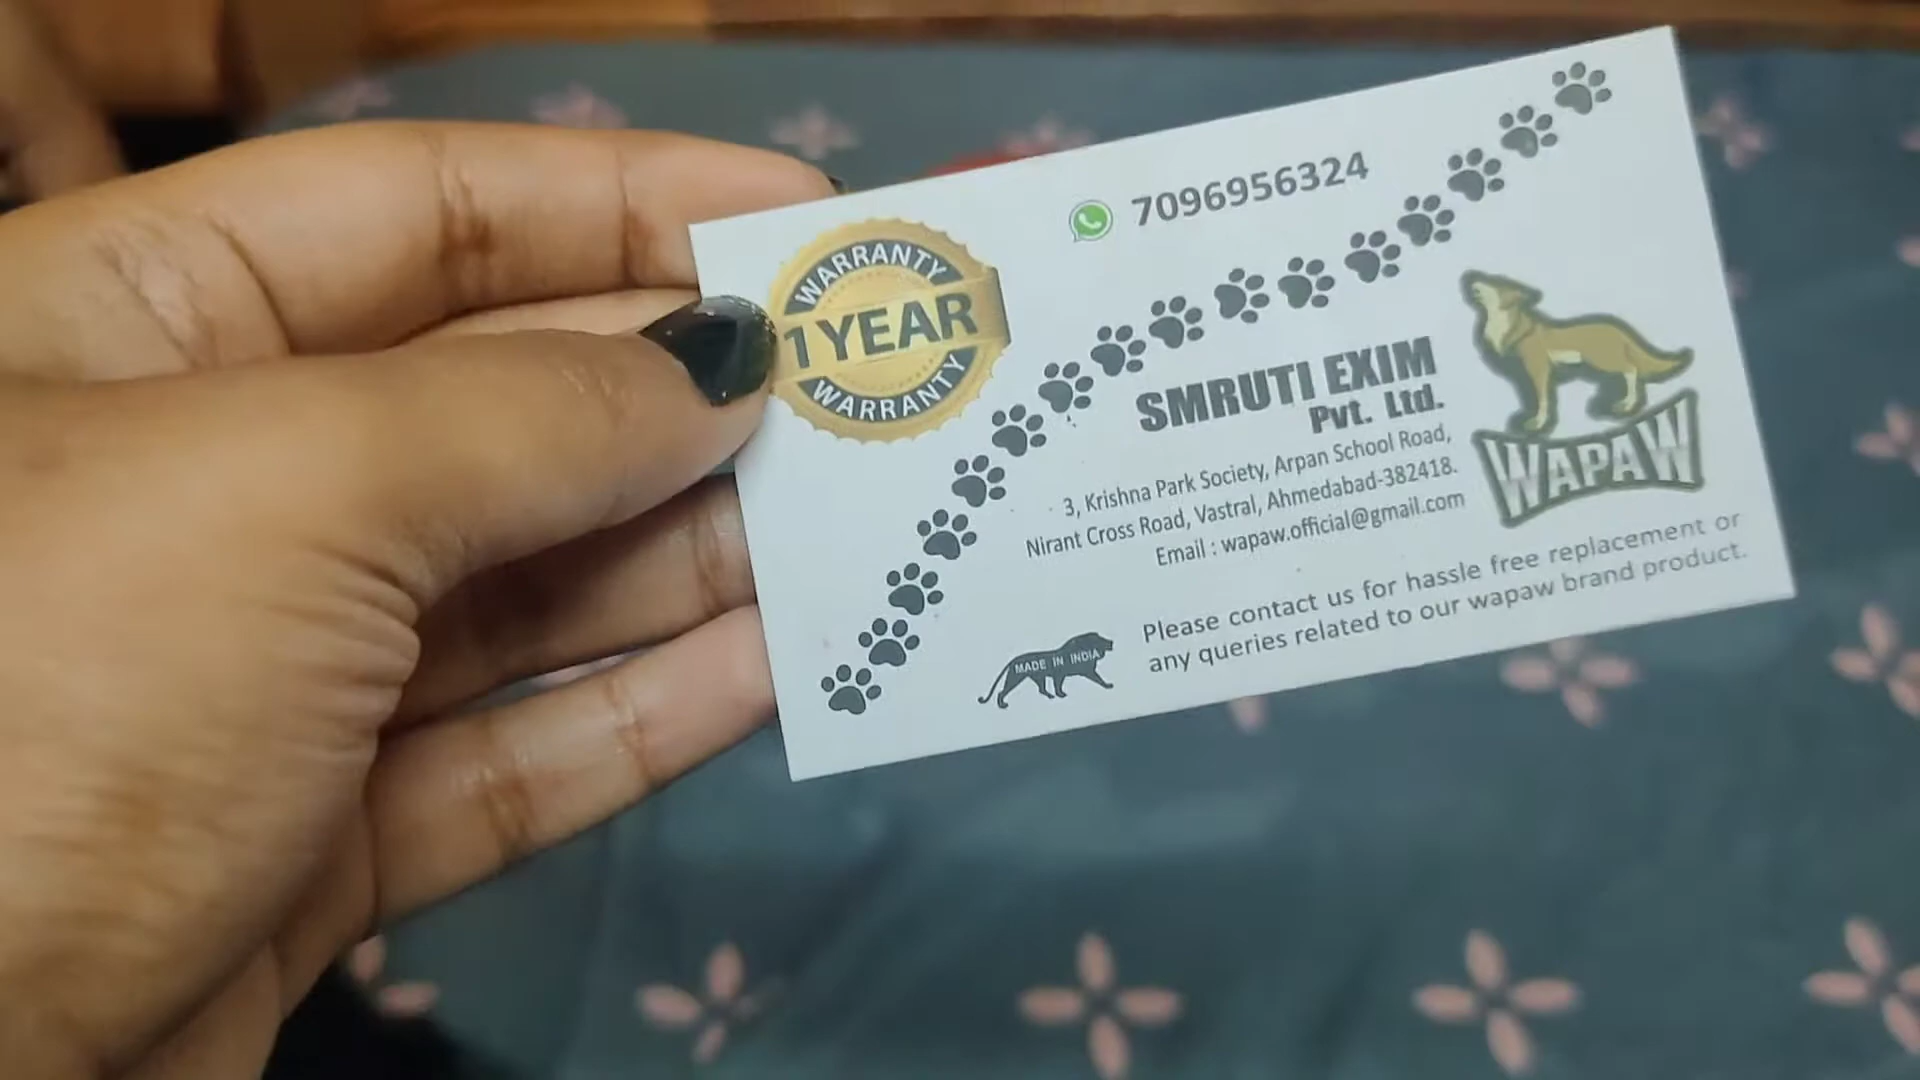 7096956324
WARRANTY
1 YEAR
WARRANTY
SMRUTI EXIM
Pvt. Ltd.
3, Krishna Park Society, Arpan School Road,
Nirant Cross Road, Vastral, Ahmedabad-382418.
Email : wapaw.official@gmail.com
WAPAW
MADE IN INDIA
Please contact us for hassle free replacement or
any queries related to our wapaw brand product.